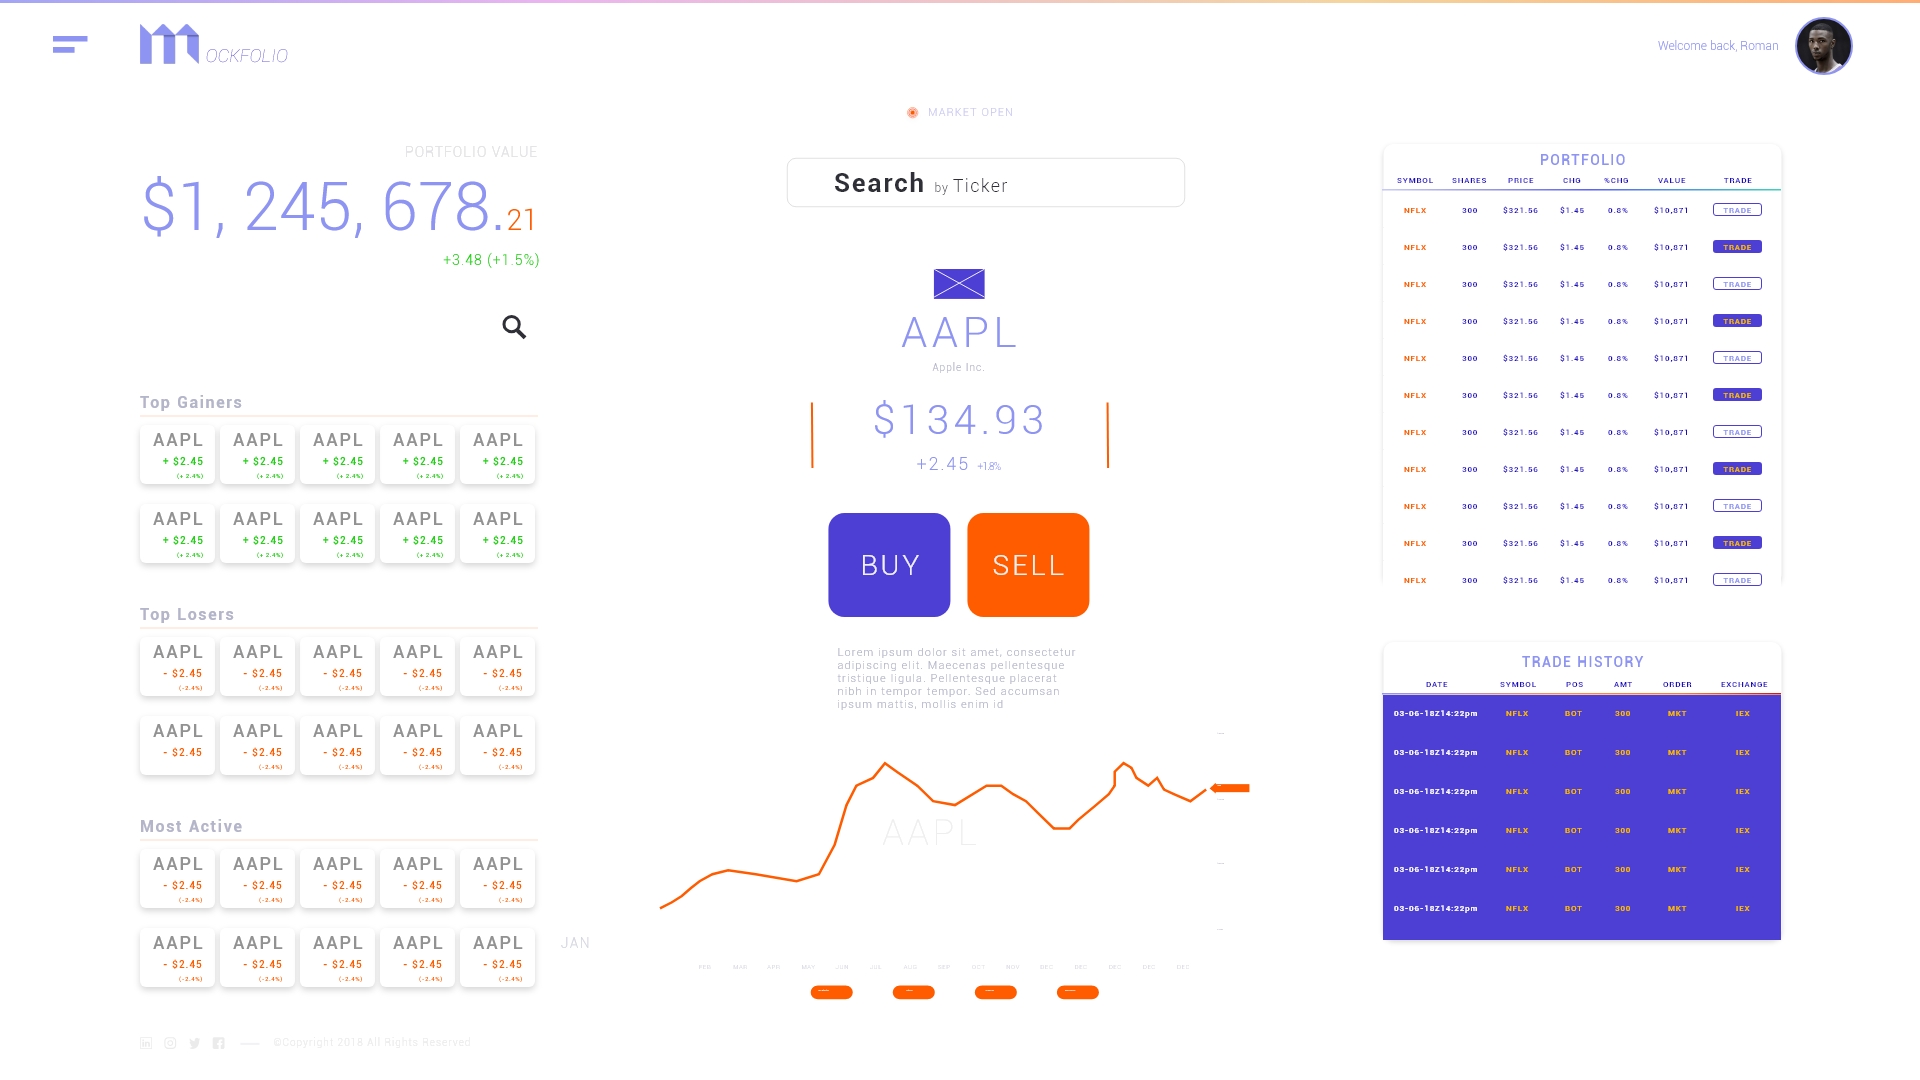 OCKFOLIO
Welcome back, Roman
MARKET OPEN
PORTFOLIO VALUE
$1, 245, 678.21
+3.48 (+1.5%)
Search by Ticker
AAPL
Apple Inc.
$134.93
+2.45 +1.8%
BUY SELL
Lorem ipsum dolor sit amet, consectetur
adipiscing elit. Maecenas pellentesque
tristique ligula. Pellentesque placerat
nibh in tempor tempor. Sed accumsan
ipsum mattis, mollis enim id
AAPL
JAN
FEB MAR APR MAY JUN JUL AUG SEP OCT NOV DEC DEC DEC DEC DEC
Top Gainers
AAPL AAPL AAPL AAPL AAPL
+ $2.45 + $2.45 + $2.45 + $2.45 + $2.45
(+ 2.4%) (+ 2.4%) (+ 2.4%) (+ 2.4%) (+ 2.4%)
AAPL AAPL AAPL AAPL AAPL
+ $2.45 + $2.45 + $2.45 + $2.45 + $2.45
(+ 2.4%) (+ 2.4%) (+ 2.4%) (+ 2.4%) (+ 2.4%)
Top Losers
AAPL AAPL AAPL AAPL AAPL
- $2.45 - $2.45 - $2.45 - $2.45 - $2.45
(-2.4%) (-2.4%) (-2.4%) (-2.4%) (-2.4%)
AAPL AAPL AAPL AAPL AAPL
- $2.45 - $2.45 - $2.45 - $2.45 - $2.45
(-2.4%) (-2.4%) (-2.4%) (-2.4%)
Most Active
AAPL AAPL AAPL AAPL AAPL
- $2.45 - $2.45 - $2.45 - $2.45 - $2.45
(-2.4%) (-2.4%) (-2.4%) (-2.4%) (-2.4%)
AAPL AAPL AAPL AAPL AAPL
- $2.45 - $2.45 - $2.45 - $2.45 - $2.45
(-2.4%) (-2.4%) (-2.4%) (-2.4%) (-2.4%)
PORTFOLIO
SYMBOL SHARES PRICE CHG %CHG VALUE TRADE
NFLX 300 $321.56 $1.45 0.8% $10,871 TRADE
NFLX 300 $321.56 $1.45 0.8% $10,871 TRADE
NFLX 300 $321.56 $1.45 0.8% $10,871 TRADE
NFLX 300 $321.56 $1.45 0.8% $10,871 TRADE
NFLX 300 $321.56 $1.45 0.8% $10,871 TRADE
NFLX 300 $321.56 $1.45 0.8% $10,871 TRADE
NFLX 300 $321.56 $1.45 0.8% $10,871 TRADE
NFLX 300 $321.56 $1.45 0.8% $10,871 TRADE
NFLX 300 $321.56 $1.45 0.8% $10,871 TRADE
NFLX 300 $321.56 $1.45 0.8% $10,871 TRADE
NFLX 300 $321.56 $1.45 0.8% $10,871 TRADE
TRADE HISTORY
DATE SYMBOL POS AMT ORDER EXCHANGE
03-06-18Z14:22pm NFLX BOT 300 MKT IEX
03-06-18Z14:22pm NFLX BOT 300 MKT IEX
03-06-18Z14:22pm NFLX BOT 300 MKT IEX
03-06-18Z14:22pm NFLX BOT 300 MKT IEX
03-06-18Z14:22pm NFLX BOT 300 MKT IEX
03-06-18Z14:22pm NFLX BOT 300 MKT IEX
©Copyright 2018 All Rights Reserved